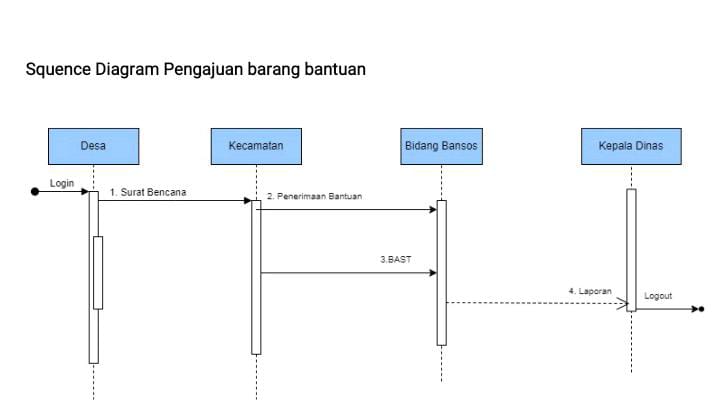 Squence Diagram Pengajuan barang bantuan
Desa
Kecamatan
Bidang Bansos
Kepala Dinas
Login
1. Surat Bencana
2. Penerimaan Bantuan
3.BAST
4. Laporan
Logout